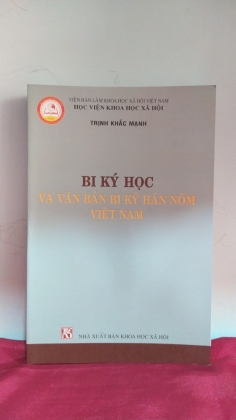 VIỆN HÀN LÂM KHOA HỌC XÃ HỘI VIỆT NAM
HỌC VIỆN KHOA HỌC XÃ HỘI
TRỊNH KHẮC MẠNH
BI KÝ HỌC
VÀ VĂN BẢN BI KÝ HÁN NÔM
VIỆT NAM
NHÀ XUẤT BẢN KHOA HỌC XÃ HỘI